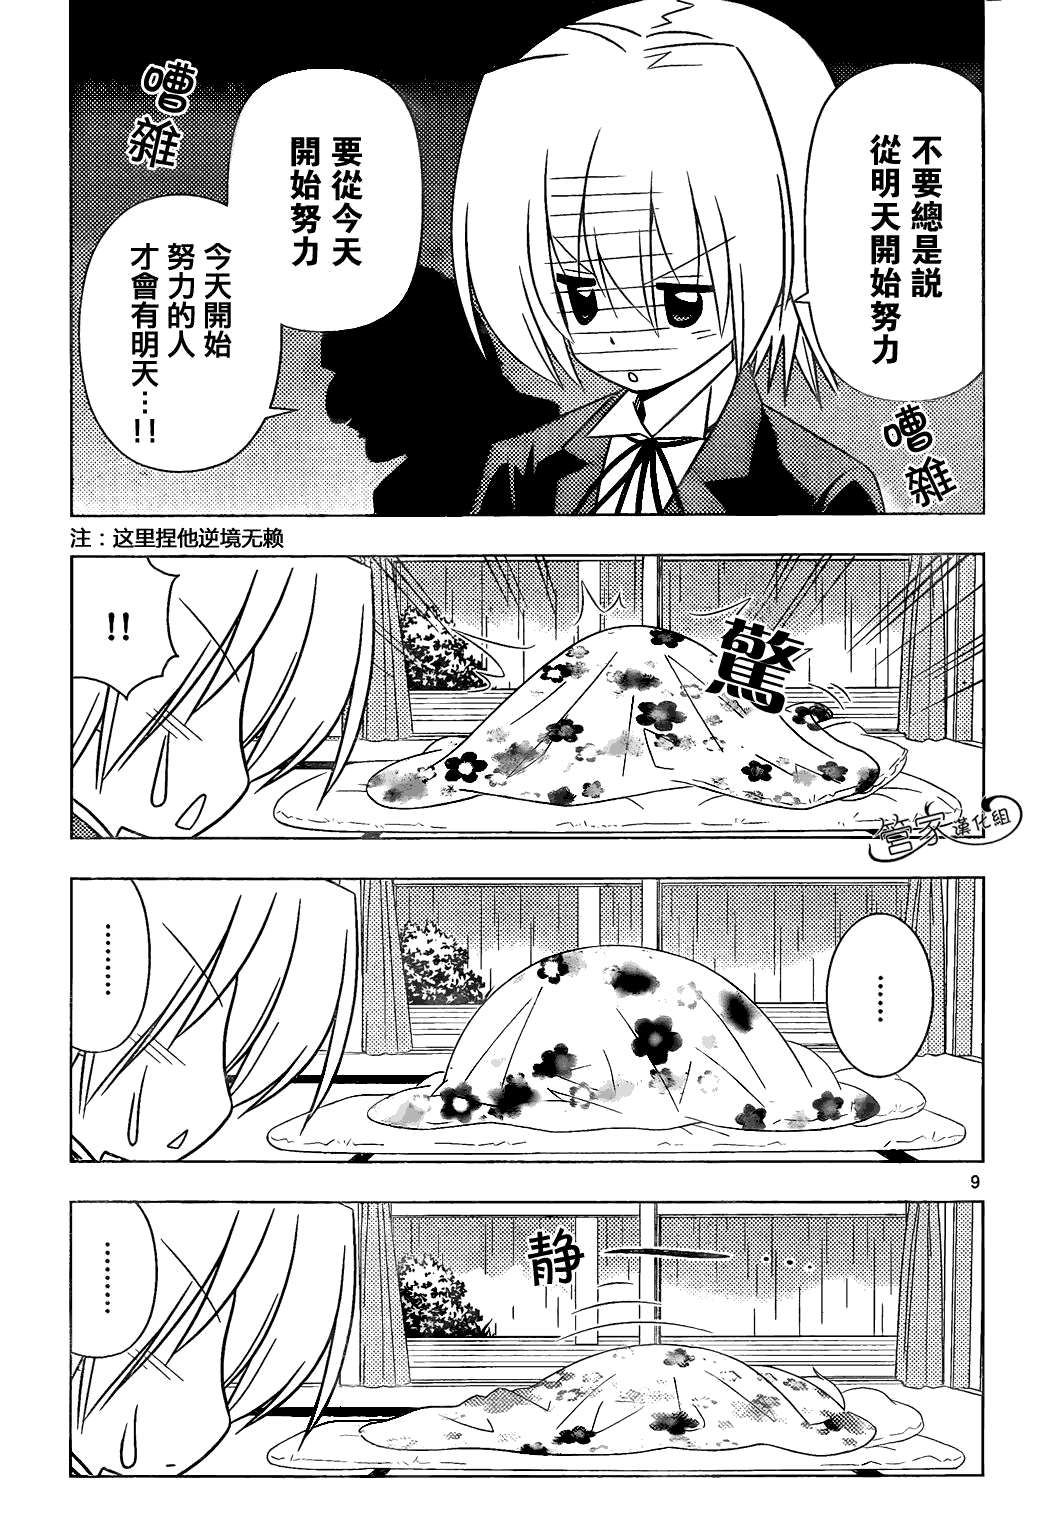 不要總是説
從明天開始努力
嘈雜
要從今天
開始努力
嘈雜
今天開始
努力的人
才會有明天…!!
注：这里捏他逆境无赖
驚
!!
管家漢化組
……
……
9
静
……